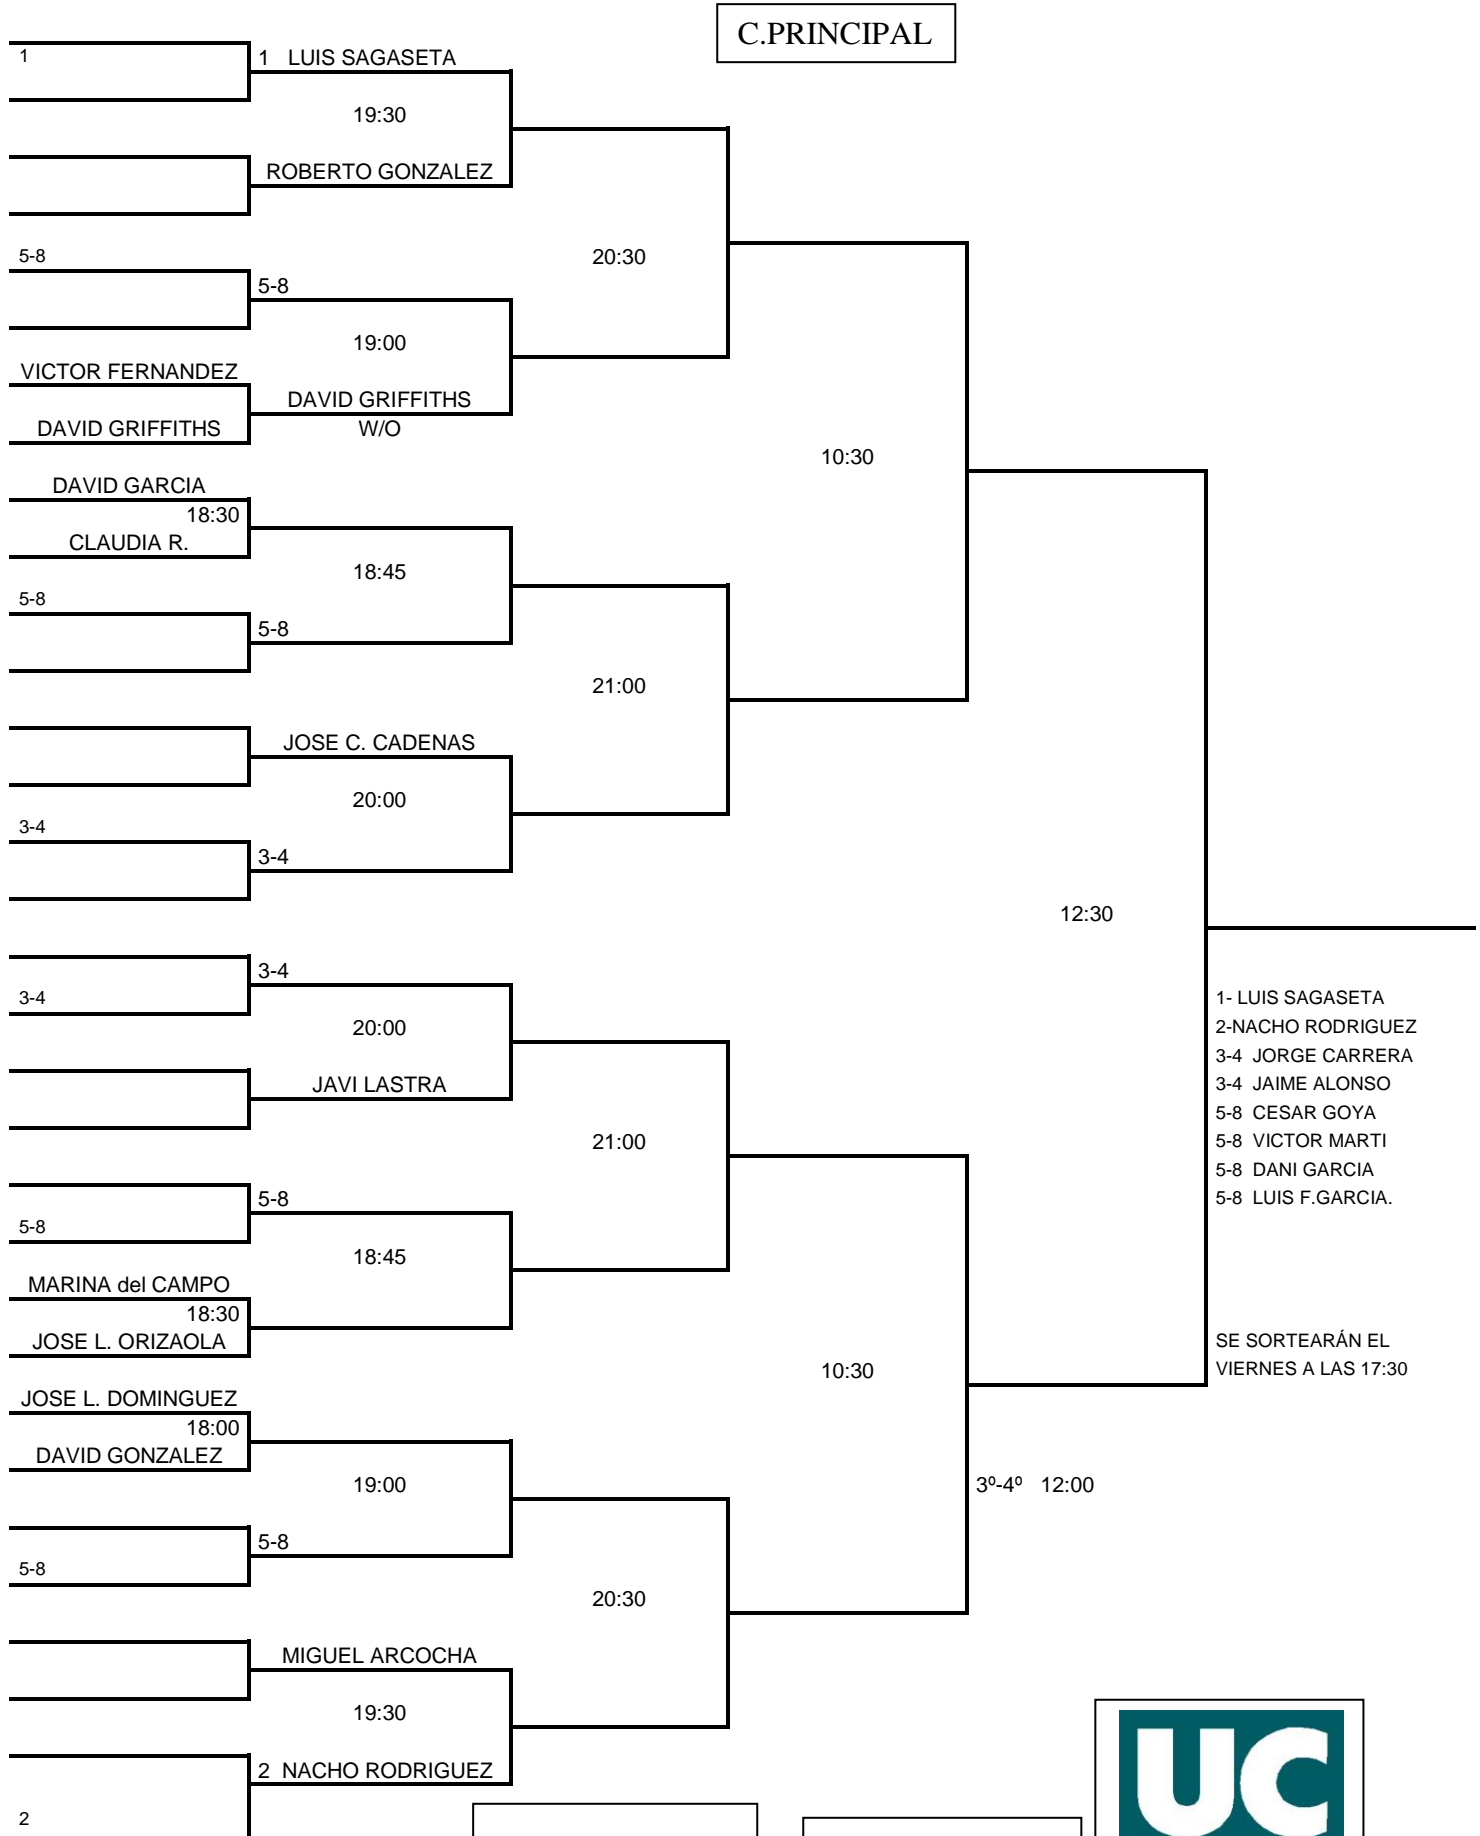 C.PRINCIPAL
1
1 LUIS SAGASETA
19:30
ROBERTO GONZALEZ
5-8
20:30
5-8
19:00
VICTOR FERNANDEZ
DAVID GRIFFITHS
DAVID GRIFFITHS
W/O
10:30
DAVID GARCIA
18:30
CLAUDIA R.
18:45
5-8
5-8
21:00
JOSE C. CADENAS
20:00
3-4
3-4
12:30
3-4
3-4
20:00
JAVI LASTRA
21:00
5-8
5-8
18:45
MARINA del CAMPO
18:30
JOSE L. ORIZAOLA
10:30
JOSE L. DOMINGUEZ
18:00
DAVID GONZALEZ
19:00
3º-4º 12:00
5-8
5-8
20:30
MIGUEL ARCOCHA
19:30
2 NACHO RODRIGUEZ
2
1- LUIS SAGASETA
2-NACHO RODRIGUEZ
3-4 JORGE CARRERA
3-4 JAIME ALONSO
5-8 CESAR GOYA
5-8 VICTOR MARTI
5-8 DANI GARCIA
5-8 LUIS F.GARCIA.
SE SORTEARÁN EL
VIERNES A LAS 17:30
UC